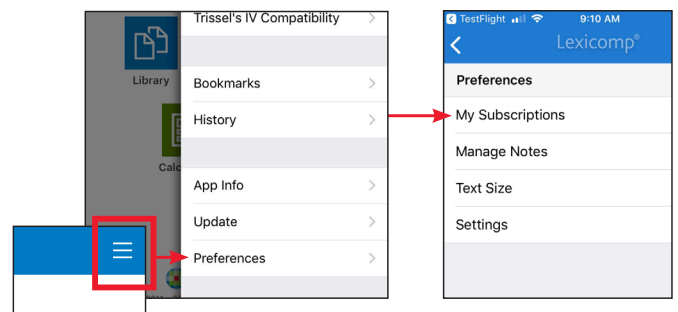 Library
Calc
Trissel's IV Compatibility
Bookmarks
History
App Info
Update
Preferences
TestFlight
9:10 AM
Lexicomp®
Preferences
My Subscriptions
Manage Notes
Text Size
Settings